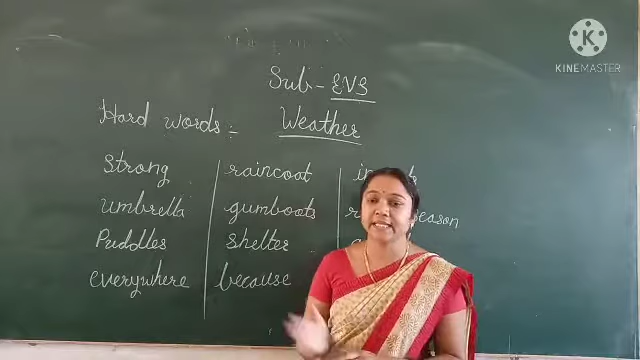 KINEMASTER
Sub - EVS
Hard words :- Weather
Strong raincoat
umbrella gumboots season
Puddles shelter
everywhere because